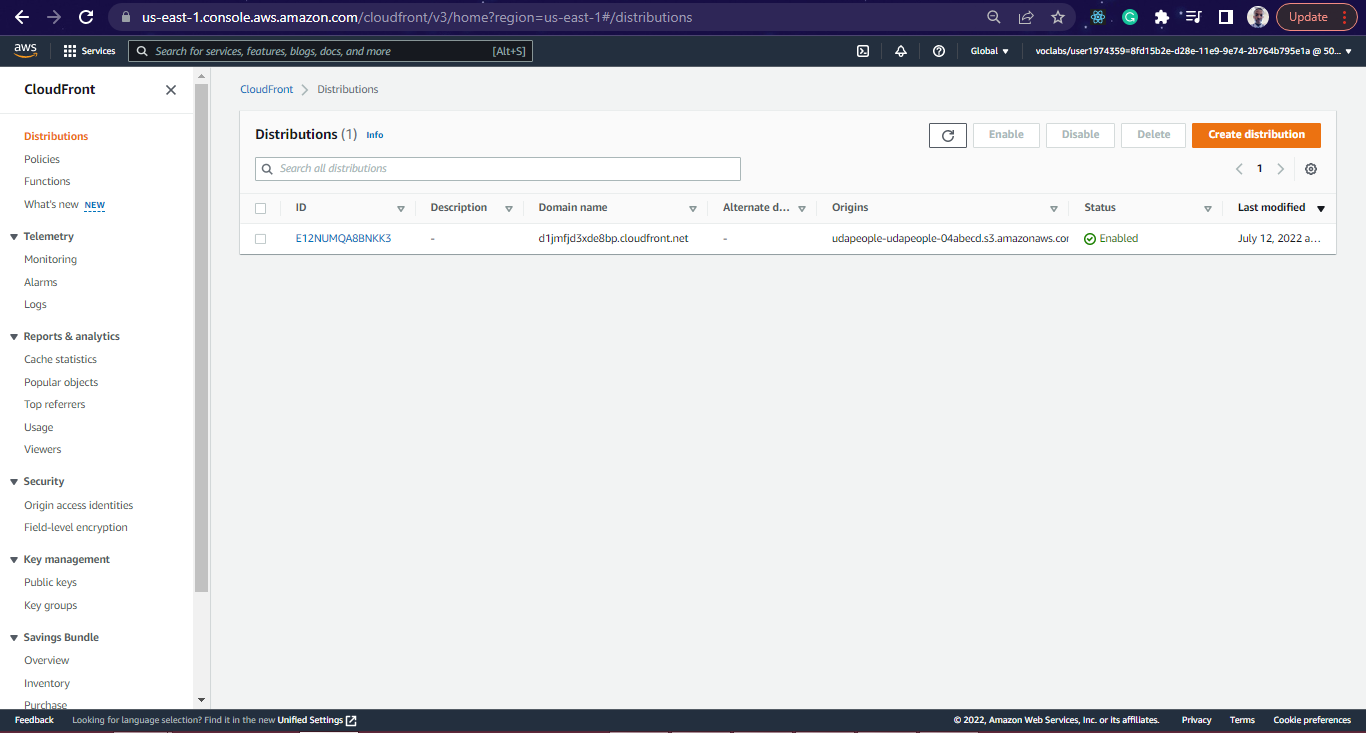 us-east-1.console.aws.amazon.com/cloudfront/v3/home?region=us-east-1#/distributions
Update
aws
Services
Search for services, features, blogs, docs, and more
[Alt+S]
Global
voclabs/user1974359=8fd15b2e-d28e-11e9-9e74-2b764b795e1a @ 50...
CloudFront
Distributions
Policies
Functions
What's new NEW
Telemetry
Monitoring
Alarms
Logs
Reports & analytics
Cache statistics
Popular objects
Top referrers
Usage
Viewers
Security
Origin access identities
Field-level encryption
Key management
Public keys
Key groups
Savings Bundle
Overview
Inventory
Purchase
CloudFront
Distributions
Distributions (1) Info
Enable
Disable
Delete
Create distribution
Search all distributions
1
ID Description Domain name Alternate d... Origins Status Last modified
E12NUMQA8BNKK3 - d1jmfjd3xde8bp.cloudfront.net - udapeople-udapeople-04abecd.s3.amazonaws.cor Enabled July 12, 2022 a...
Feedback
Looking for language selection? Find it in the new Unified Settings
© 2022, Amazon Web Services, Inc. or its affiliates.
Privacy
Terms
Cookie preferences